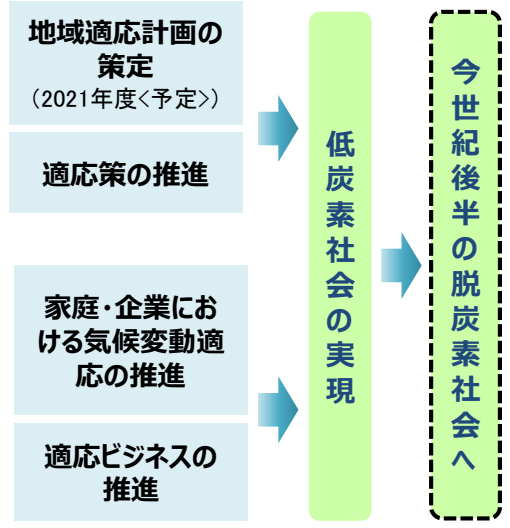 地域適応計画の
策定
（2021年度<予定>）
適応策の推進
家庭・企業にお
ける気候変動適
応の推進
適応ビジネスの
推進
低炭素社会の実現
今世紀後半の脱炭素社会へ